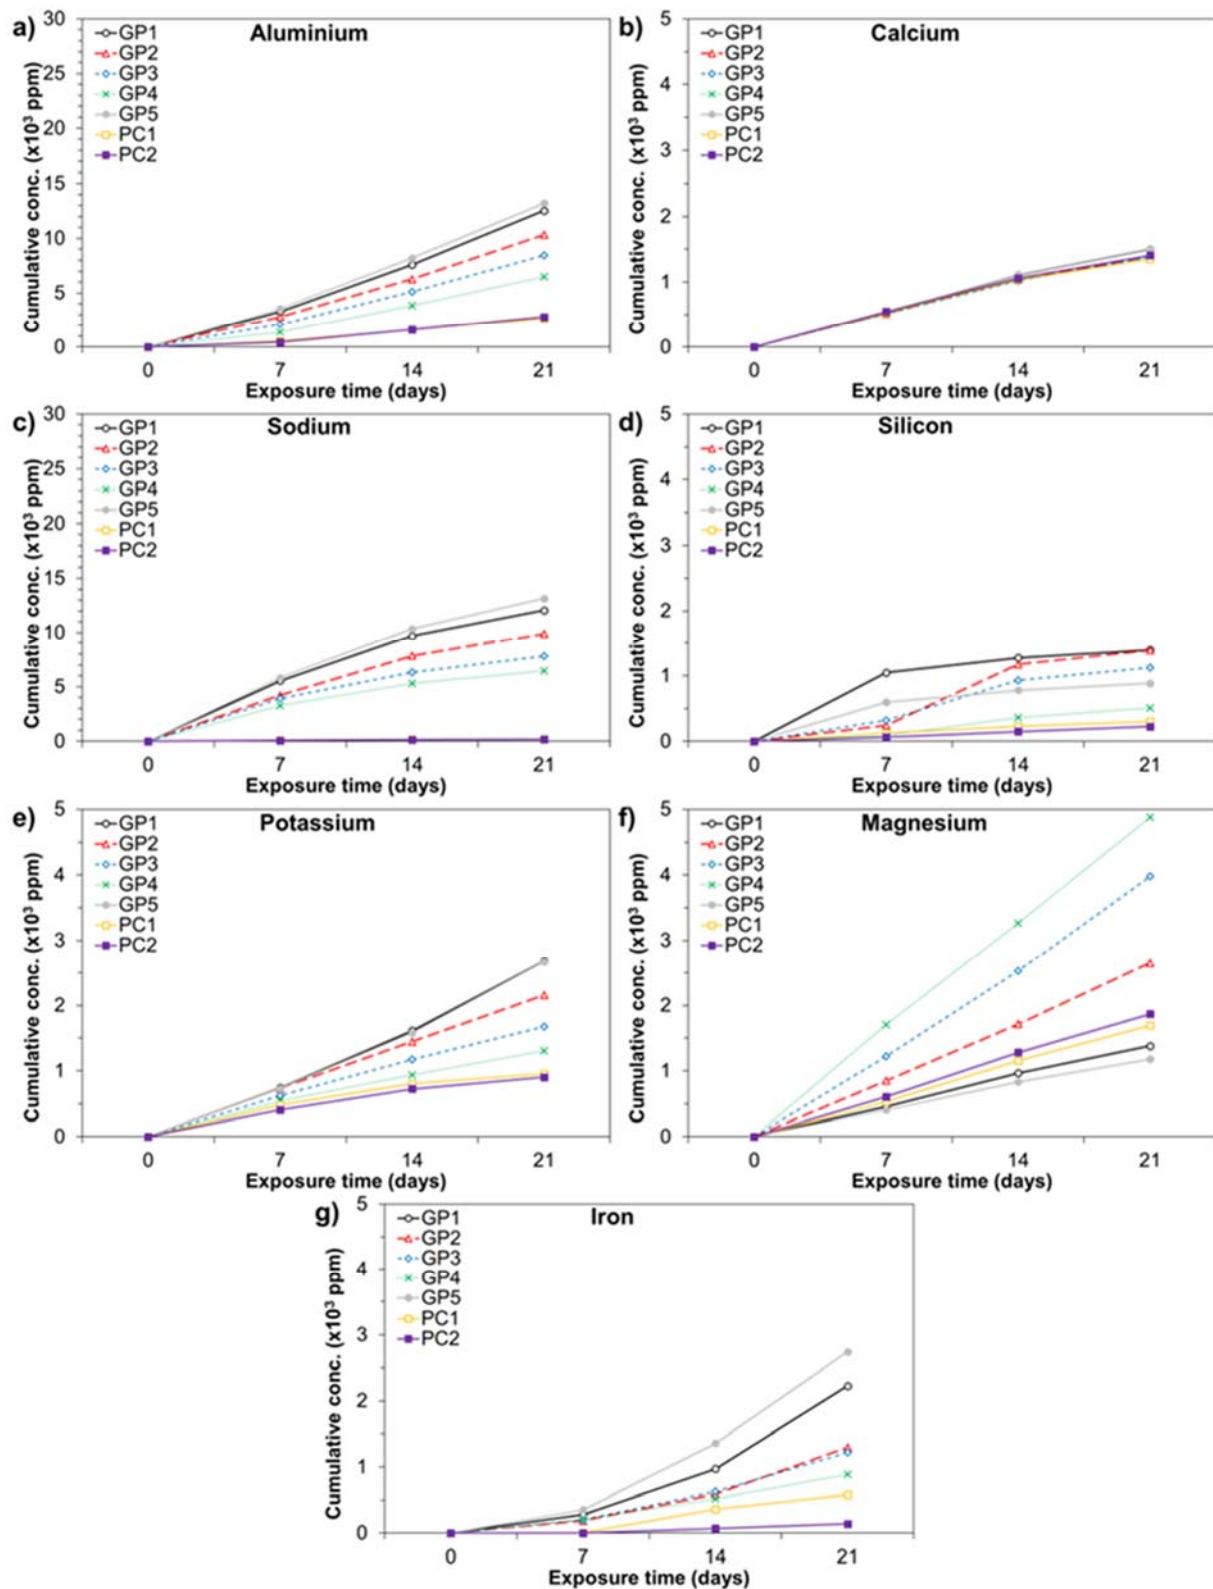 a)
Aluminium
GP1
GP2
GP3
GP4
GP5
PC1
PC2
30
25
20
15
10
5
0
Cumulative conc. (x10³ ppm)
0 7 14 21
Exposure time (days)
b)
Calcium
GP1
GP2
GP3
GP4
GP5
PC1
PC2
5
4
3
2
1
0
Cumulative conc. (x10³ ppm)
0 7 14 21
Exposure time (days)
c)
Sodium
GP1
GP2
GP3
GP4
GP5
PC1
PC2
30
25
20
15
10
5
0
Cumulative conc. (x10³ ppm)
0 7 14 21
Exposure time (days)
d)
Silicon
GP1
GP2
GP3
GP4
GP5
PC1
PC2
5
4
3
2
1
0
Cumulative conc. (x10³ ppm)
0 7 14 21
Exposure time (days)
e)
Potassium
GP1
GP2
GP3
GP4
GP5
PC1
PC2
5
4
3
2
1
0
Cumulative conc. (x10³ ppm)
0 7 14 21
Exposure time (days)
f)
Magnesium
GP1
GP2
GP3
GP4
GP5
PC1
PC2
5
4
3
2
1
0
Cumulative conc. (x10³ ppm)
0 7 14 21
Exposure time (days)
g)
Iron
GP1
GP2
GP3
GP4
GP5
PC1
PC2
5
4
3
2
1
0
Cumulative conc. (x10³ ppm)
0 7 14 21
Exposure time (days)